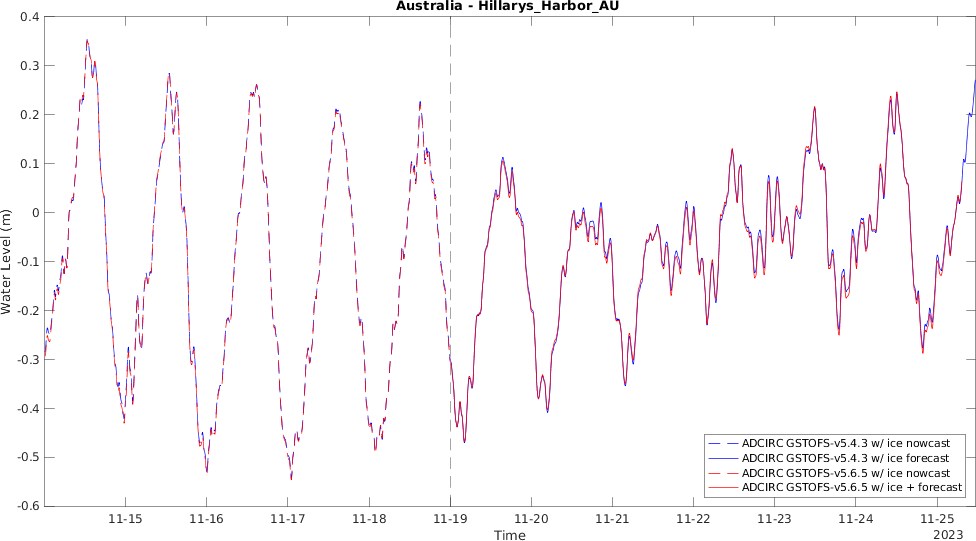 Australia - Hillarys_Harbor_AU
0.4
0.3
0.2
0.1
0
-0.1
-0.2
-0.3
-0.4
-0.5
-0.6
Water Level (m)
ADCIRC GSTOFS-v5.4.3 w/ ice nowcast
ADCIRC GSTOFS-v5.4.3 w/ ice forecast
ADCIRC GSTOFS-v5.6.5 w/ ice nowcast
ADCIRC GSTOFS-v5.6.5 w/ ice + forecast
11-15 11-16 11-17 11-18 11-19 11-20 11-21 11-22 11-23 11-24 11-25
Time 2023